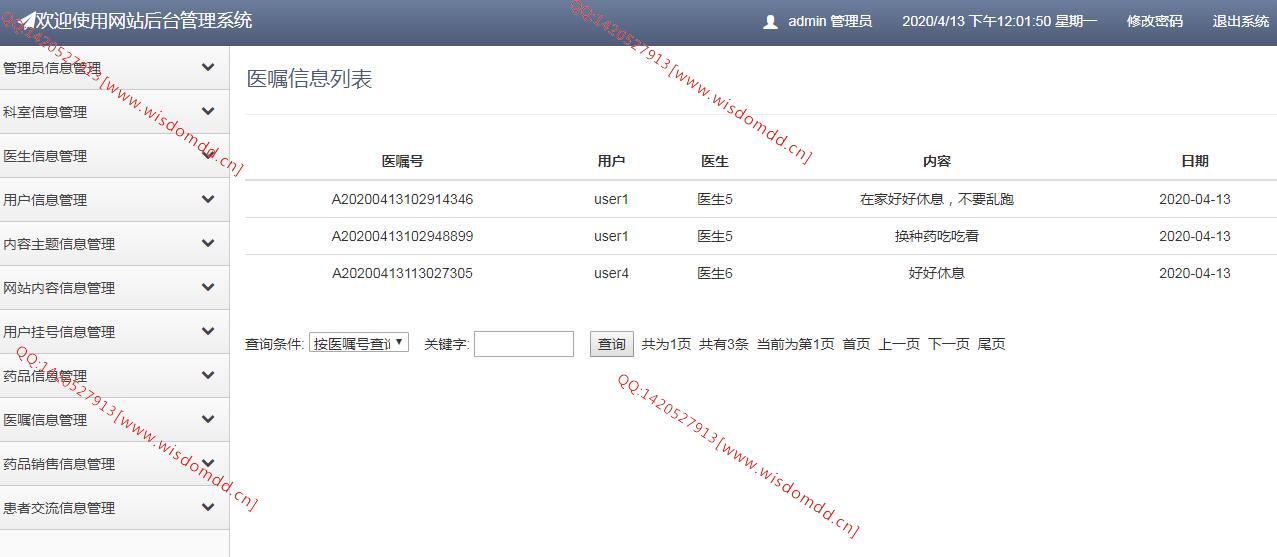 欢迎使用网站后台管理系统 admin 管理员 2020/4/13 下午12:01:50 星期一 修改密码 退出系统
管理员信息管理
科室信息管理
医生信息管理
用户信息管理
内容主题信息管理
网站内容信息管理
用户挂号信息管理
药品信息管理
医嘱信息管理
药品销售信息管理
患者交流信息管理
医嘱信息列表
医嘱号 用户 医生 内容 日期
A20200413102914346 user1 医生5 在家好好休息，不要乱跑 2020-04-13
A20200413102948899 user1 医生5 换种药吃吃看 2020-04-13
A20200413113027305 user4 医生6 好好休息 2020-04-13
查询条件: 按医嘱号查询 关键字: 查询 共为1页 共有3条 当前为第1页 首页 上一页 下一页 尾页
QQ:1420527913[www.wisdomdd.cn]
QQ:1420527913[www.wisdomdd.cn]
QQ:1420527913[www.wisdomdd.cn]
QQ:1420527913[www.wisdomdd.cn]